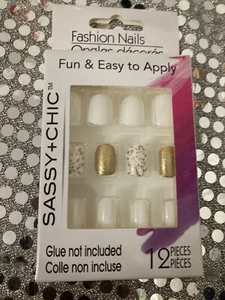 Fashion Nails
Ongles décorés
Fun & Easy to Apply
SASSY+CHIC™
Glue not included
Colle non incluse
12 PIECES
PIÈCES